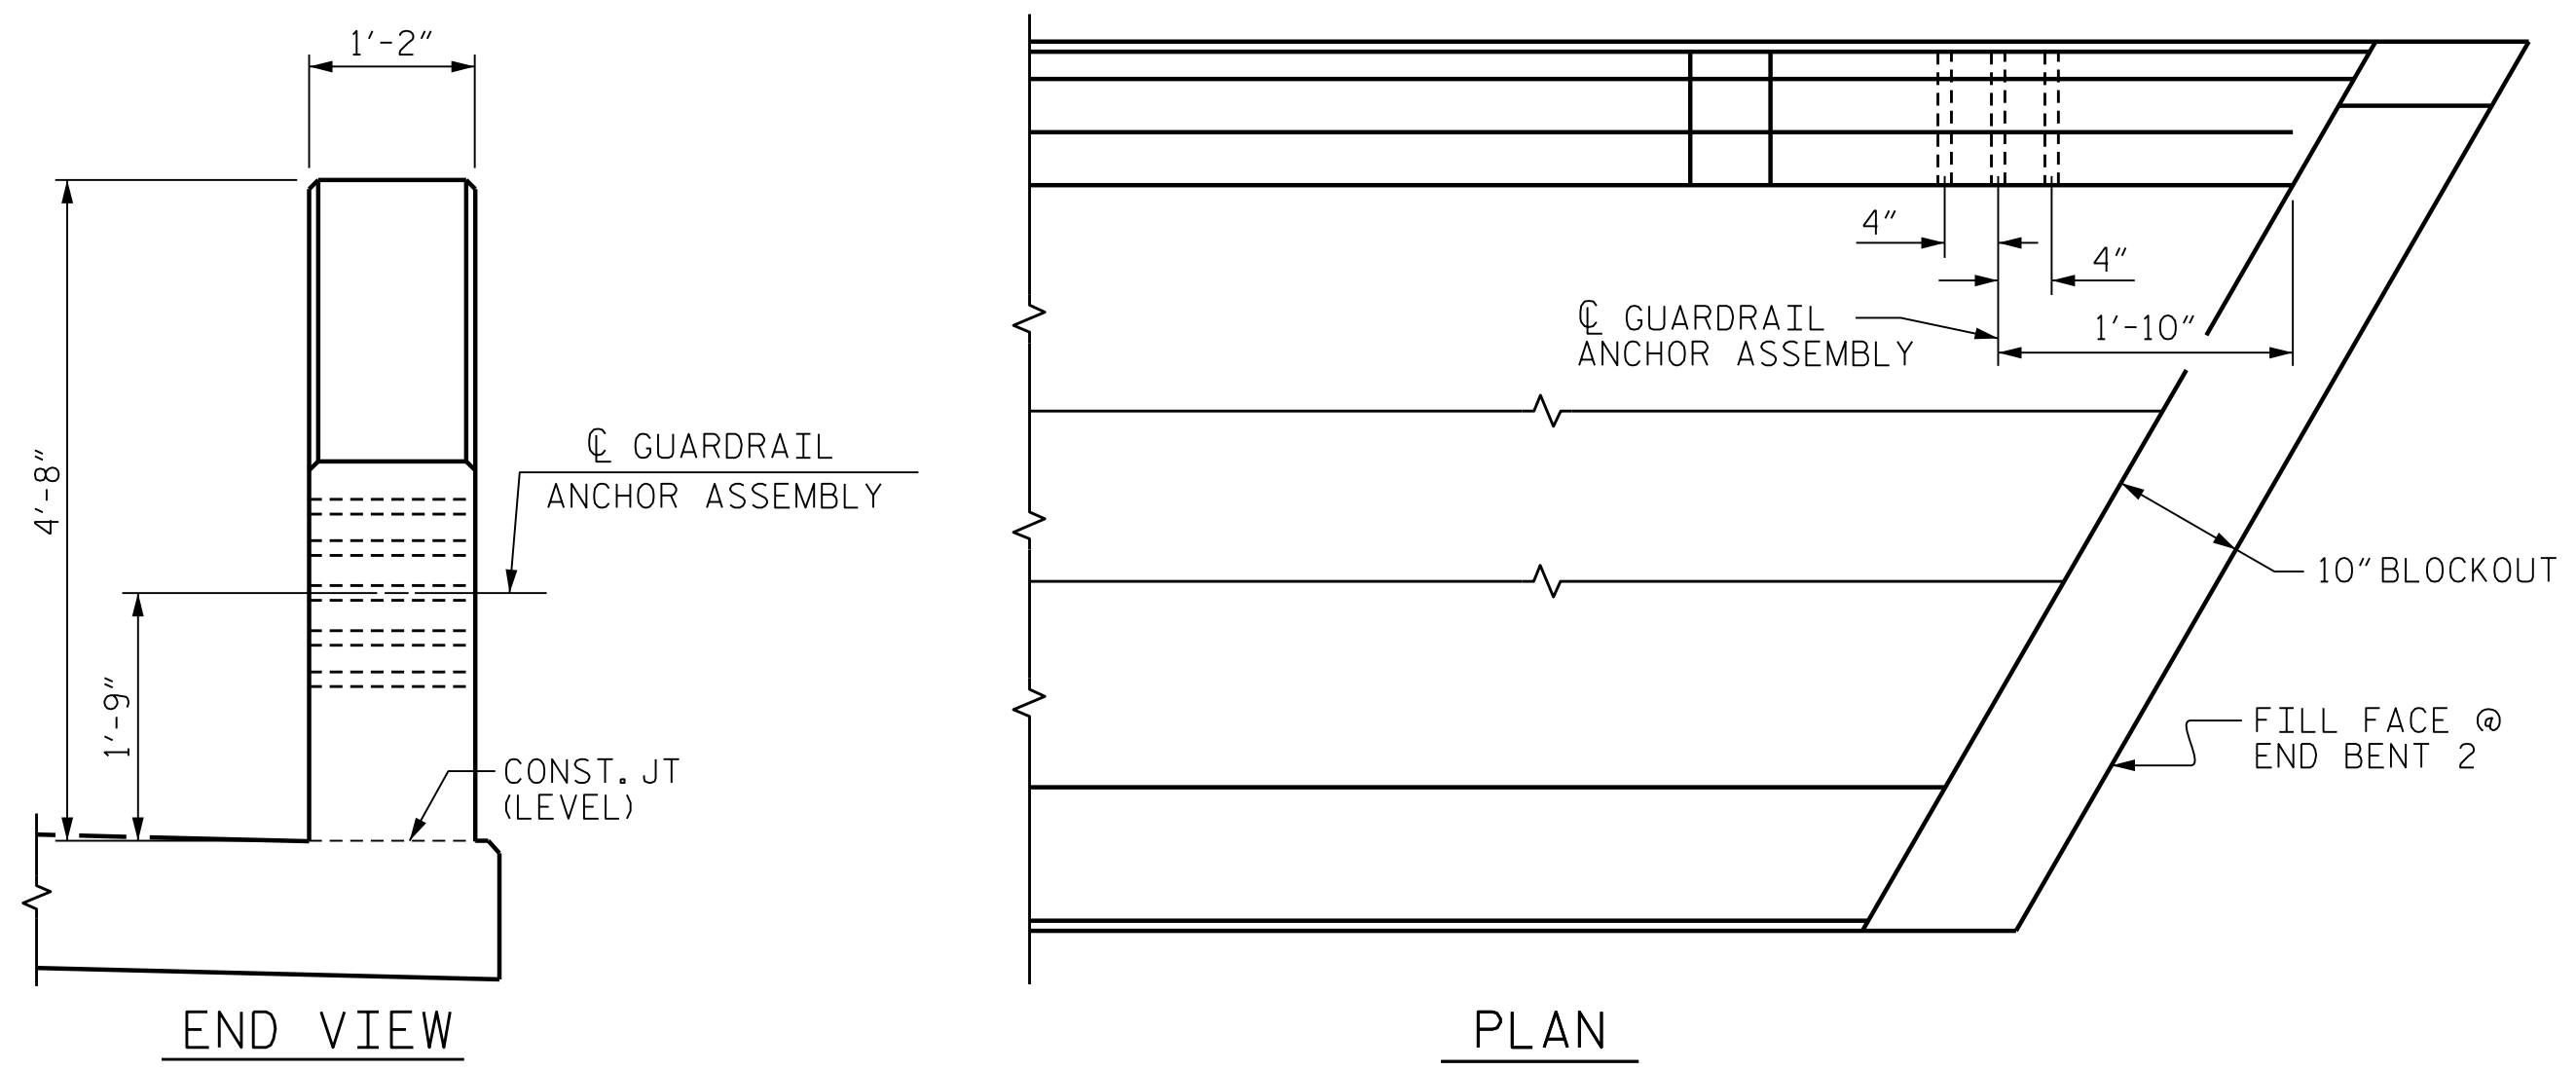 1'-2"
4'-8"
℄ GUARDRAIL
ANCHOR ASSEMBLY
1'-9"
CONST. JT
(LEVEL)
END VIEW
4"
4"
℄ GUARDRAIL
ANCHOR ASSEMBLY
1'-10"
10" BLOCKOUT
FILL FACE @
END BENT 2
PLAN